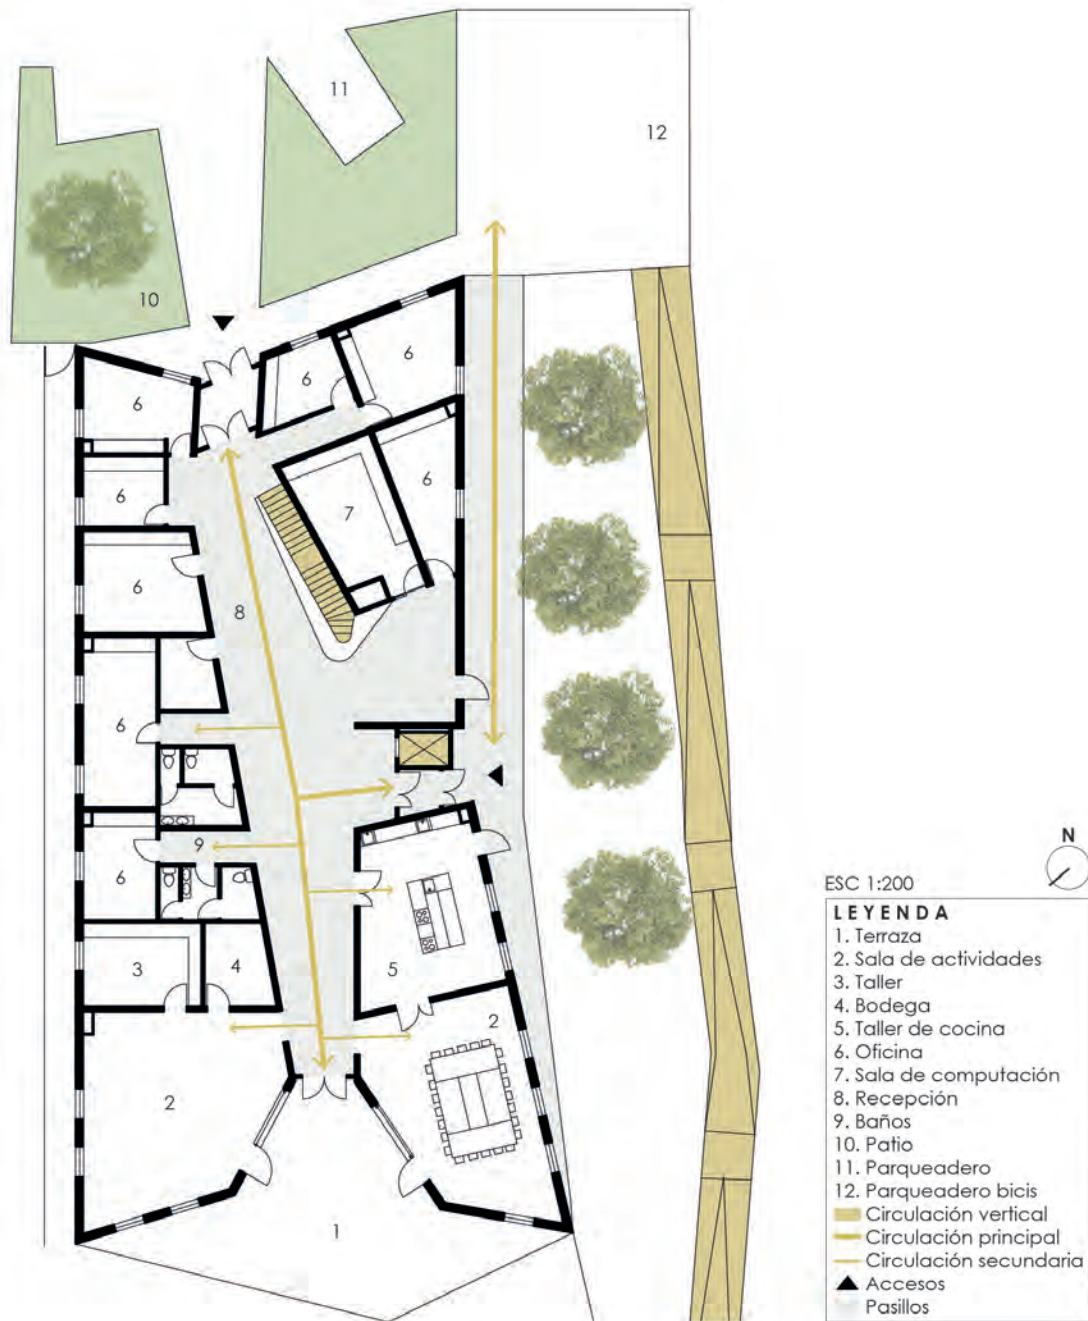 11
12
10
6
6
6
6
6
7
6
8
6
9
6
3
4
5
2
2
1
N
ESC 1:200
LEYENDA
1. Terraza
2. Sala de actividades
3. Taller
4. Bodega
5. Taller de cocina
6. Oficina
7. Sala de computación
8. Recepción
9. Baños
10. Patio
11. Parqueadero
12. Parqueadero bicis
Circulación vertical
Circulación principal
Circulación secundaria
Accesos
Pasillos